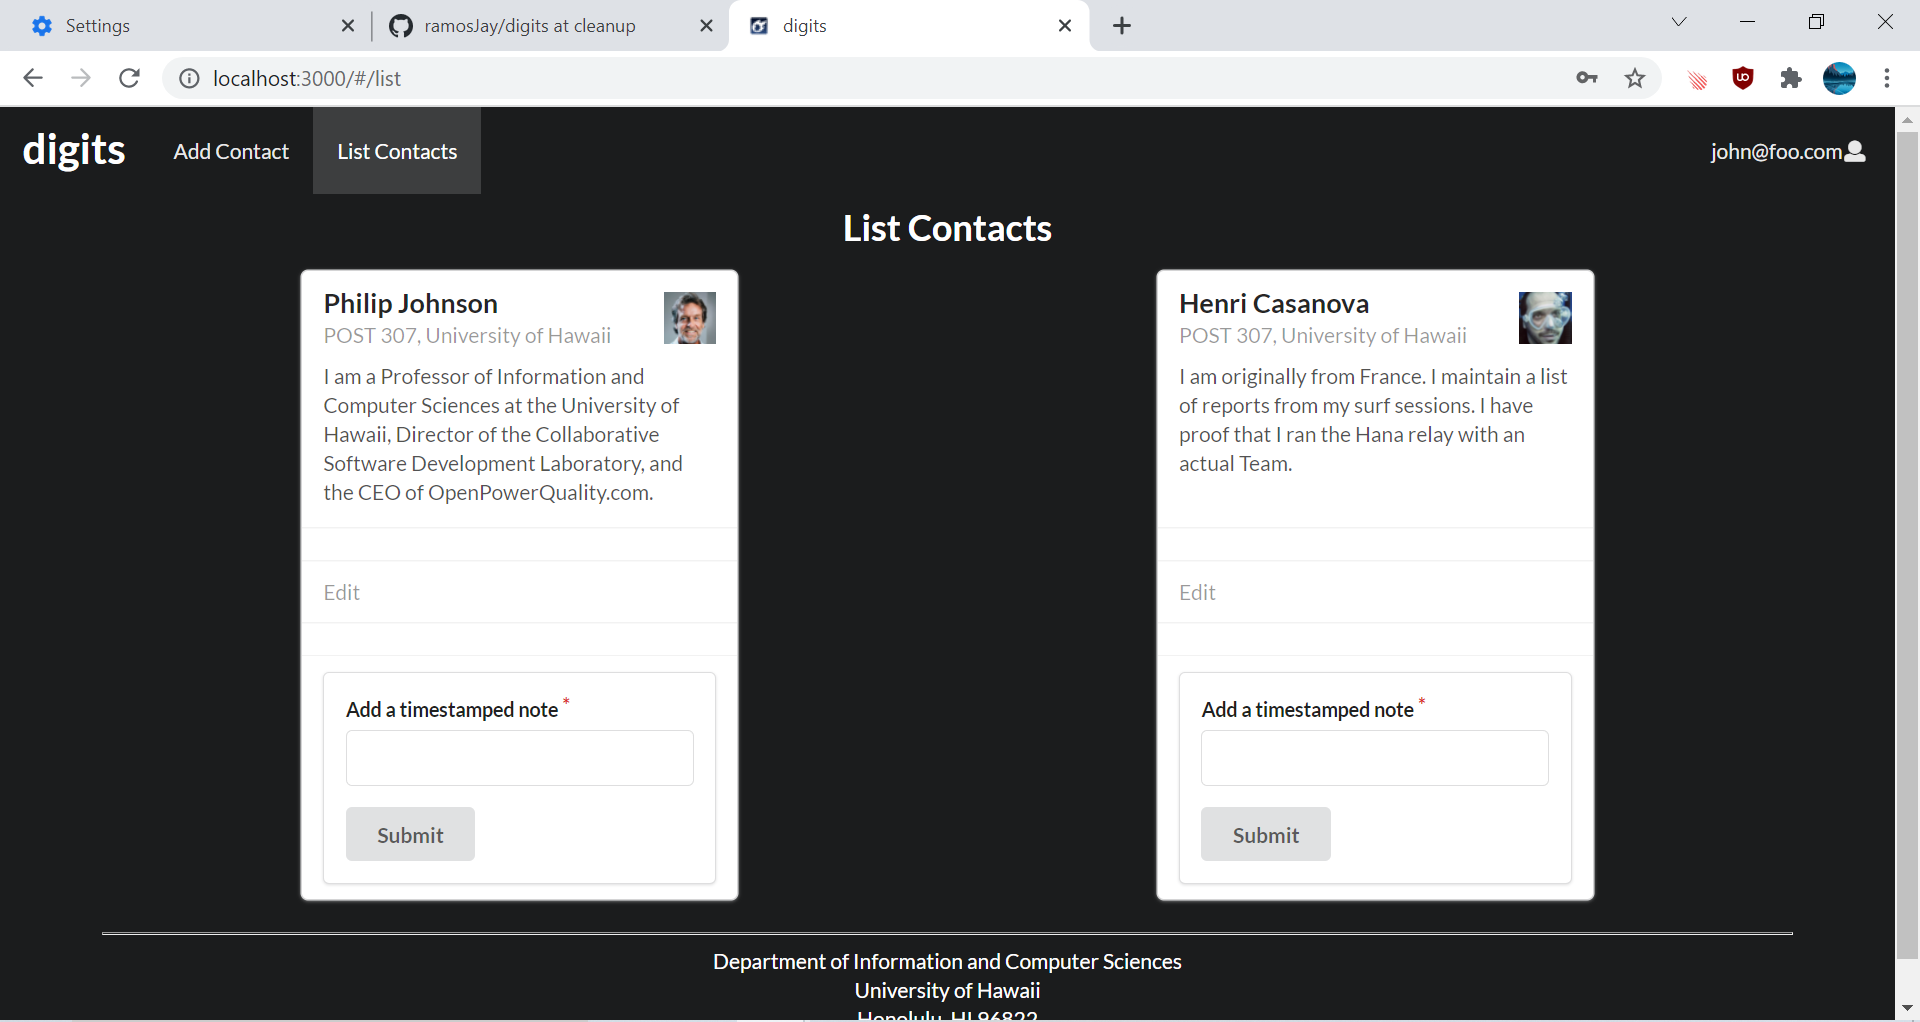 Settings
ramosJay/digits at cleanup
digits
localhost:3000/#/list
digits
Add Contact
List Contacts
john@foo.com
List Contacts
Philip Johnson
POST 307, University of Hawaii
I am a Professor of Information and
Computer Sciences at the University of
Hawaii, Director of the Collaborative
Software Development Laboratory, and
the CEO of OpenPowerQuality.com.
Edit
Add a timestamped note *
Submit
Henri Casanova
POST 307, University of Hawaii
I am originally from France. I maintain a list
of reports from my surf sessions. I have
proof that I ran the Hana relay with an
actual Team.
Edit
Add a timestamped note *
Submit
Department of Information and Computer Sciences
University of Hawaii
Honolulu, HI 96822